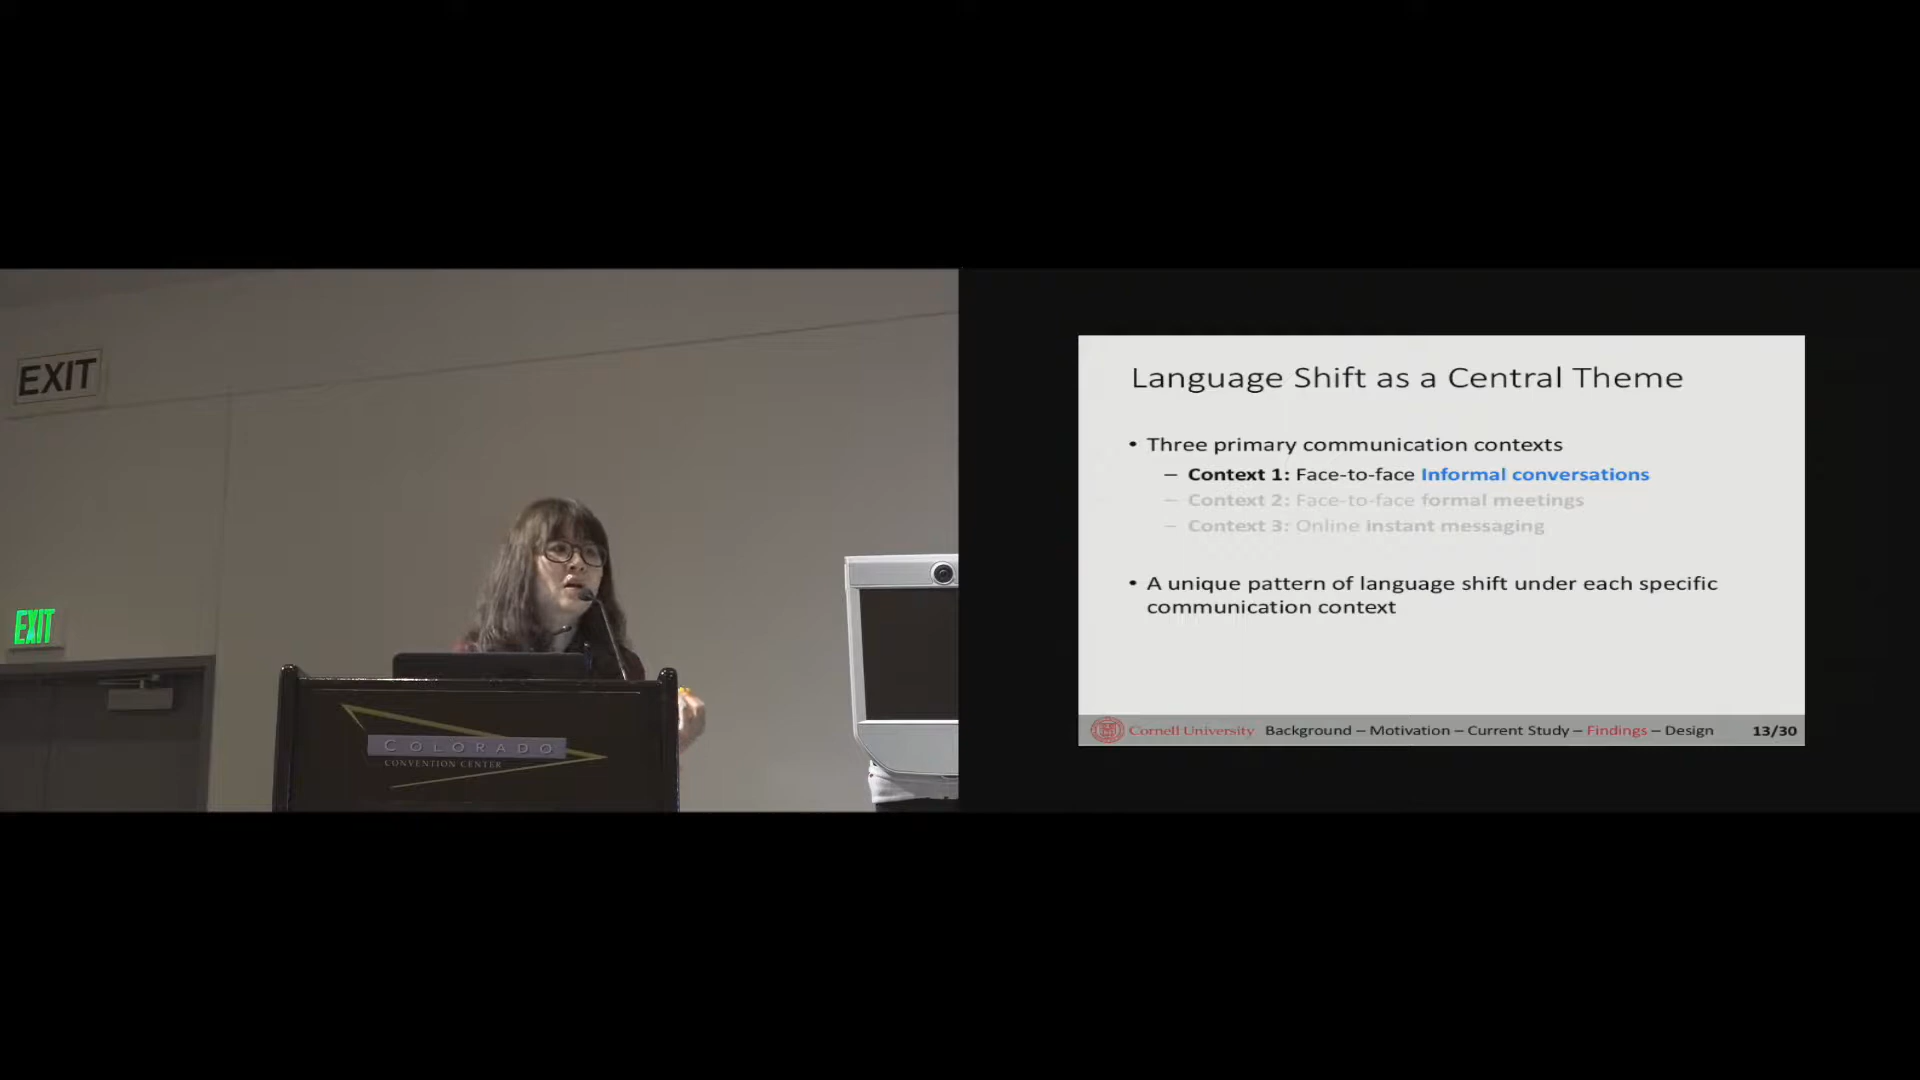 EXIT
EXIT
COLORADO
CONVENTION CENTER
Language Shift as a Central Theme
• Three primary communication contexts
– Context 1: Face-to-face Informal conversations
– Context 2: Face-to-face formal meetings
– Context 3: Online instant messaging
• A unique pattern of language shift under each specific
communication context
Cornell University Background – Motivation – Current Study – Findings – Design 13/30